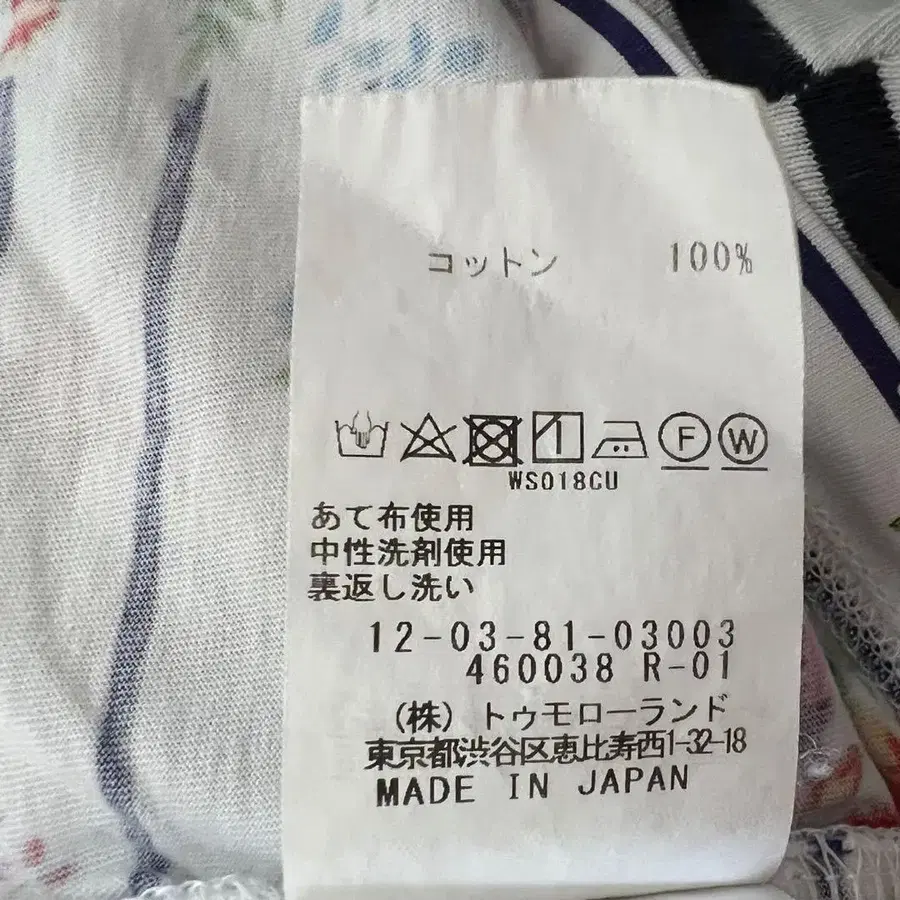 コットン 100%
1 F W
WS018CU
あて布使用
中性洗剤使用
裏返し洗い
12-03-81-03003
460038 R-01
(株) トゥモローランド
東京都渋谷区恵比寿西1-32-18
MADE IN JAPAN